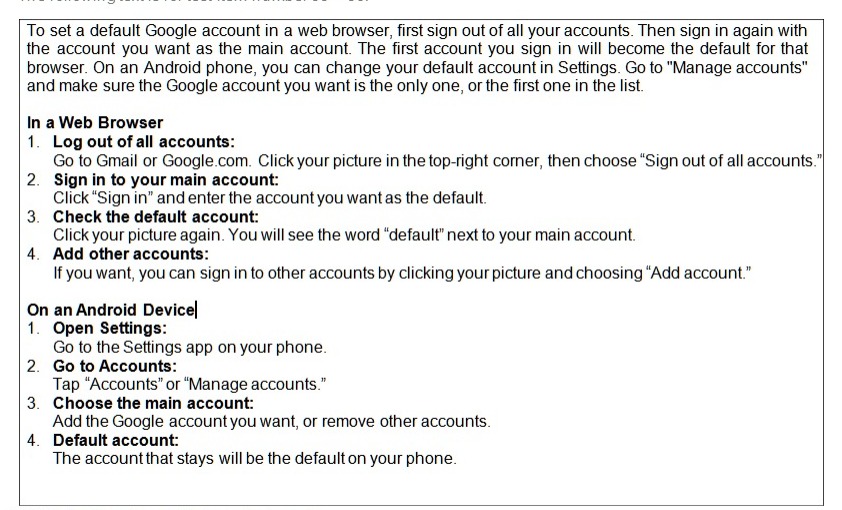 To set a default Google account in a web browser, first sign out of all your accounts. Then sign in again with
the account you want as the main account. The first account you sign in will become the default for that
browser. On an Android phone, you can change your default account in Settings. Go to "Manage accounts"
and make sure the Google account you want is the only one, or the first one in the list.
In a Web Browser
1. Log out of all accounts:
Go to Gmail or Google.com. Click your picture in the top-right corner, then choose “Sign out of all accounts.”
2. Sign in to your main account:
Click “Sign in” and enter the account you want as the default.
3. Check the default account:
Click your picture again. You will see the word “default” next to your main account.
4. Add other accounts:
If you want, you can sign in to other accounts by clicking your picture and choosing “Add account.”
On an Android Device
1. Open Settings:
Go to the Settings app on your phone.
2. Go to Accounts:
Tap “Accounts” or “Manage accounts.”
3. Choose the main account:
Add the Google account you want, or remove other accounts.
4. Default account:
The account that stays will be the default on your phone.